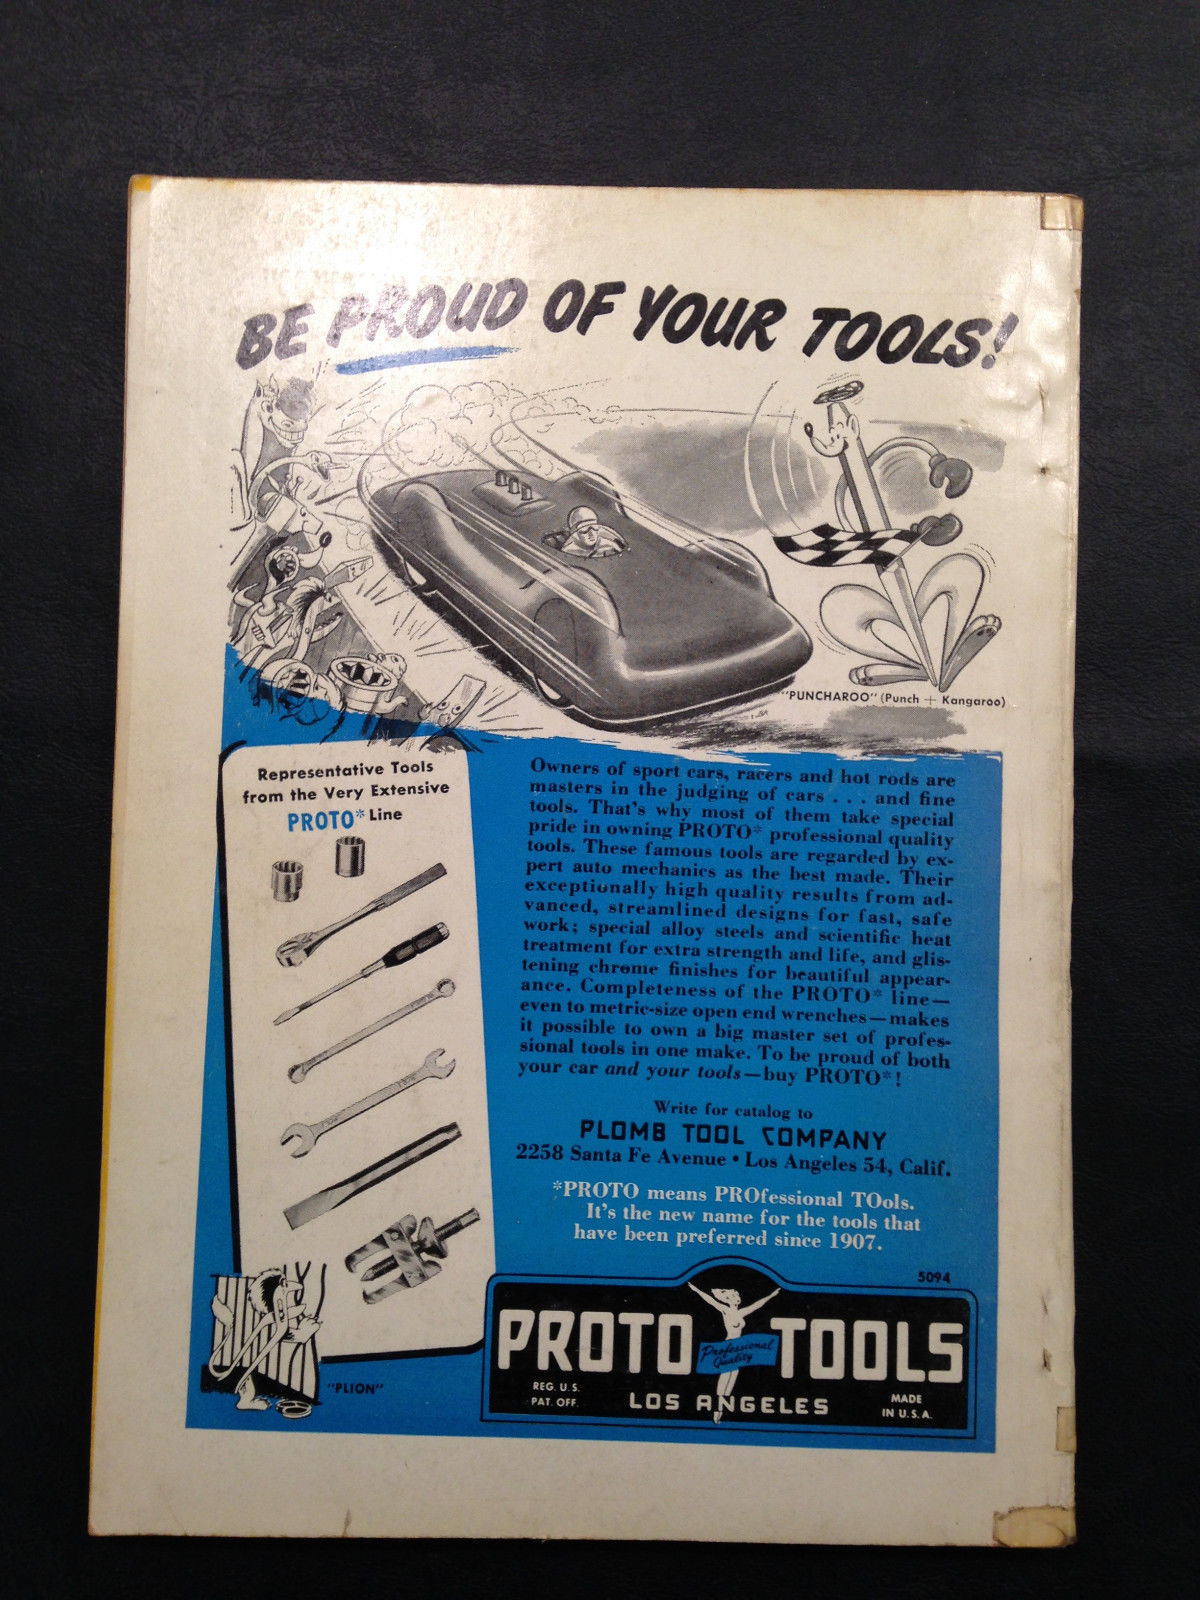 BE PROUD OF YOUR TOOLS!
"PUNCHAROO" (Punch + Kangaroo)
Representative Tools
from the Very Extensive
PROTO* Line
Owners of sport cars, racers and hot rods are
masters in the judging of cars . . . and fine
tools. That's why most of them take special
pride in owning PROTO* professional quality
tools. These famous tools are regarded by ex-
pert auto mechanics as the best made. Their
exceptionally high quality results from ad-
vanced, streamlined designs for fast, safe
work; special alloy steels and scientific heat
treatment for extra strength and life, and glis-
tening chrome finishes for beautiful appear-
ance. Completeness of the PROTO* line—
even to metric-size open end wrenches—makes
it possible to own a big master set of profes-
sional tools in one make. To be proud of both
your car and your tools—buy PROTO*!
Write for catalog to
PLOMB TOOL COMPANY
2258 Santa Fe Avenue • Los Angeles 54, Calif.
*PROTO means PROfessional TOols.
It's the new name for the tools that
have been preferred since 1907.
5094
"PLION"
PROTO TOOLS
Professional
Quality
REG. U.S.
PAT. OFF.
LOS ANGELES
MADE
IN U.S.A.